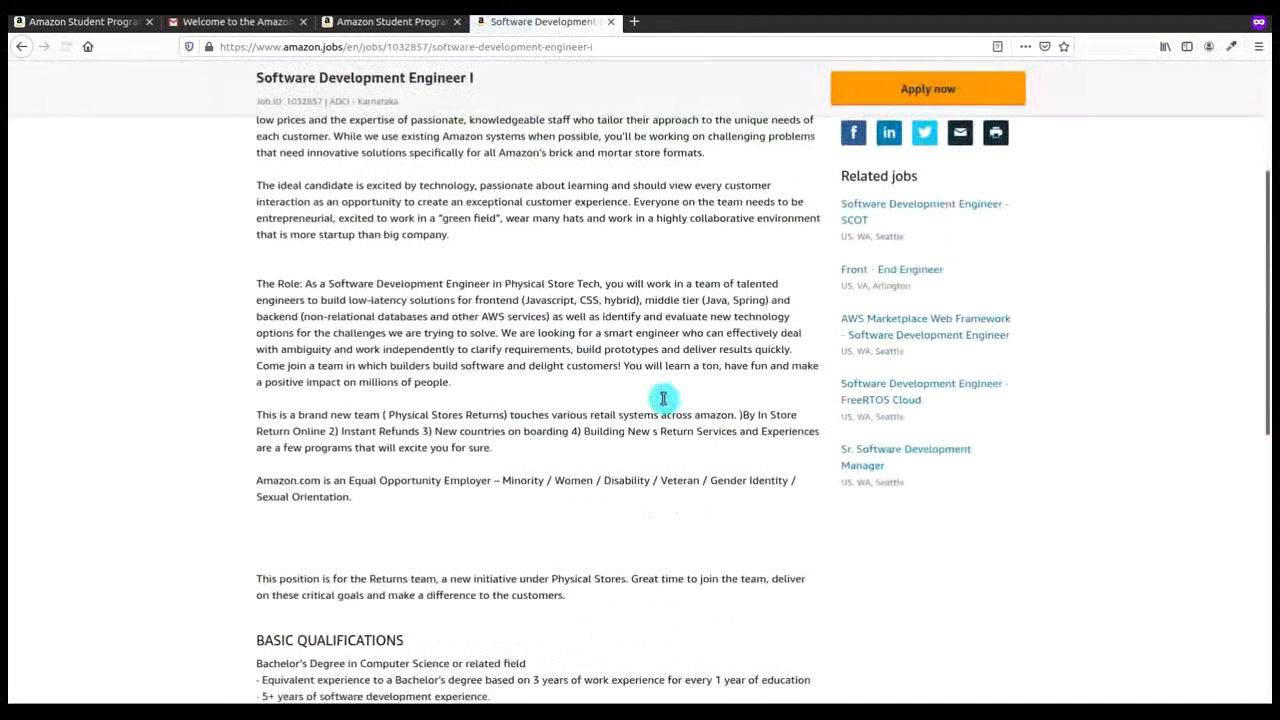 Amazon Student Progra
Welcome to the Amazon
Amazon Student Progra
Software Development
https://www.amazon.jobs/en/jobs/1032857/software-development-engineer-i
Software Development Engineer I
Job ID: 1032857 | ADCI - Karnataka
Apply now
low prices and the expertise of passionate, knowledgeable staff who tailor their approach to the unique needs of
each customer. While we use existing Amazon systems when possible, you'll be working on challenging problems
that need innovative solutions specifically for all Amazon's brick and mortar store formats.
The ideal candidate is excited by technology, passionate about learning and should view every customer
interaction as an opportunity to create an exceptional customer experience. Everyone on the team needs to be
entrepreneurial, excited to work in a “green field”, wear many hats and work in a highly collaborative environment
that is more startup than big company.
The Role: As a Software Development Engineer in Physical Store Tech, you will work in a team of talented
engineers to build low-latency solutions for frontend (Javascript, CSS, hybrid), middle tier (Java, Spring) and
backend (non-relational databases and other AWS services) as well as identify and evaluate new technology
options for the challenges we are trying to solve. We are looking for a smart engineer who can effectively deal
with ambiguity and work independently to clarify requirements, build prototypes and deliver results quickly.
Come join a team in which builders build software and delight customers! You will learn a ton, have fun and make
a positive impact on millions of people.
This is a brand new team ( Physical Stores Returns) touches various retail systems across amazon. )By In Store
Return Online 2) Instant Refunds 3) New countries on boarding 4) Building New s Return Services and Experiences
are a few programs that will excite you for sure.
Amazon.com is an Equal Opportunity Employer – Minority / Women / Disability / Veteran / Gender Identity /
Sexual Orientation.
This position is for the Returns team, a new initiative under Physical Stores. Great time to join the team, deliver
on these critical goals and make a difference to the customers.
BASIC QUALIFICATIONS
Bachelor's Degree in Computer Science or related field
· Equivalent experience to a Bachelor's degree based on 3 years of work experience for every 1 year of education
· 5+ years of software development experience.
Related jobs
Software Development Engineer -
SCOT
US, WA, Seattle
Front - End Engineer
US, VA, Arlington
AWS Marketplace Web Framework
- Software Development Engineer
US, WA, Seattle
Software Development Engineer -
FreeRTOS Cloud
US, WA, Seattle
Sr. Software Development
Manager
US, WA, Seattle